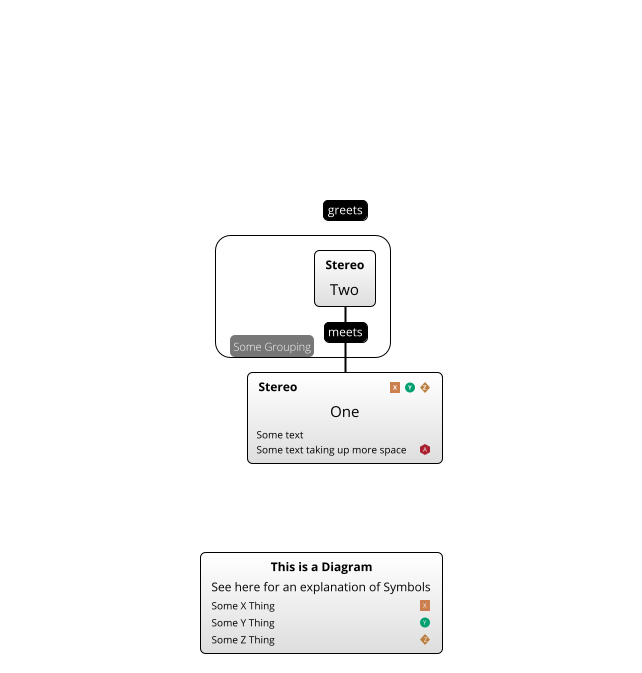 greets
Stereo
Two
meets
Some Grouping
Stereo X Y Z
One
Some text
Some text taking up more space A
This is a Diagram
See here for an explanation of Symbols
Some X Thing X
Some Y Thing Y
Some Z Thing Z